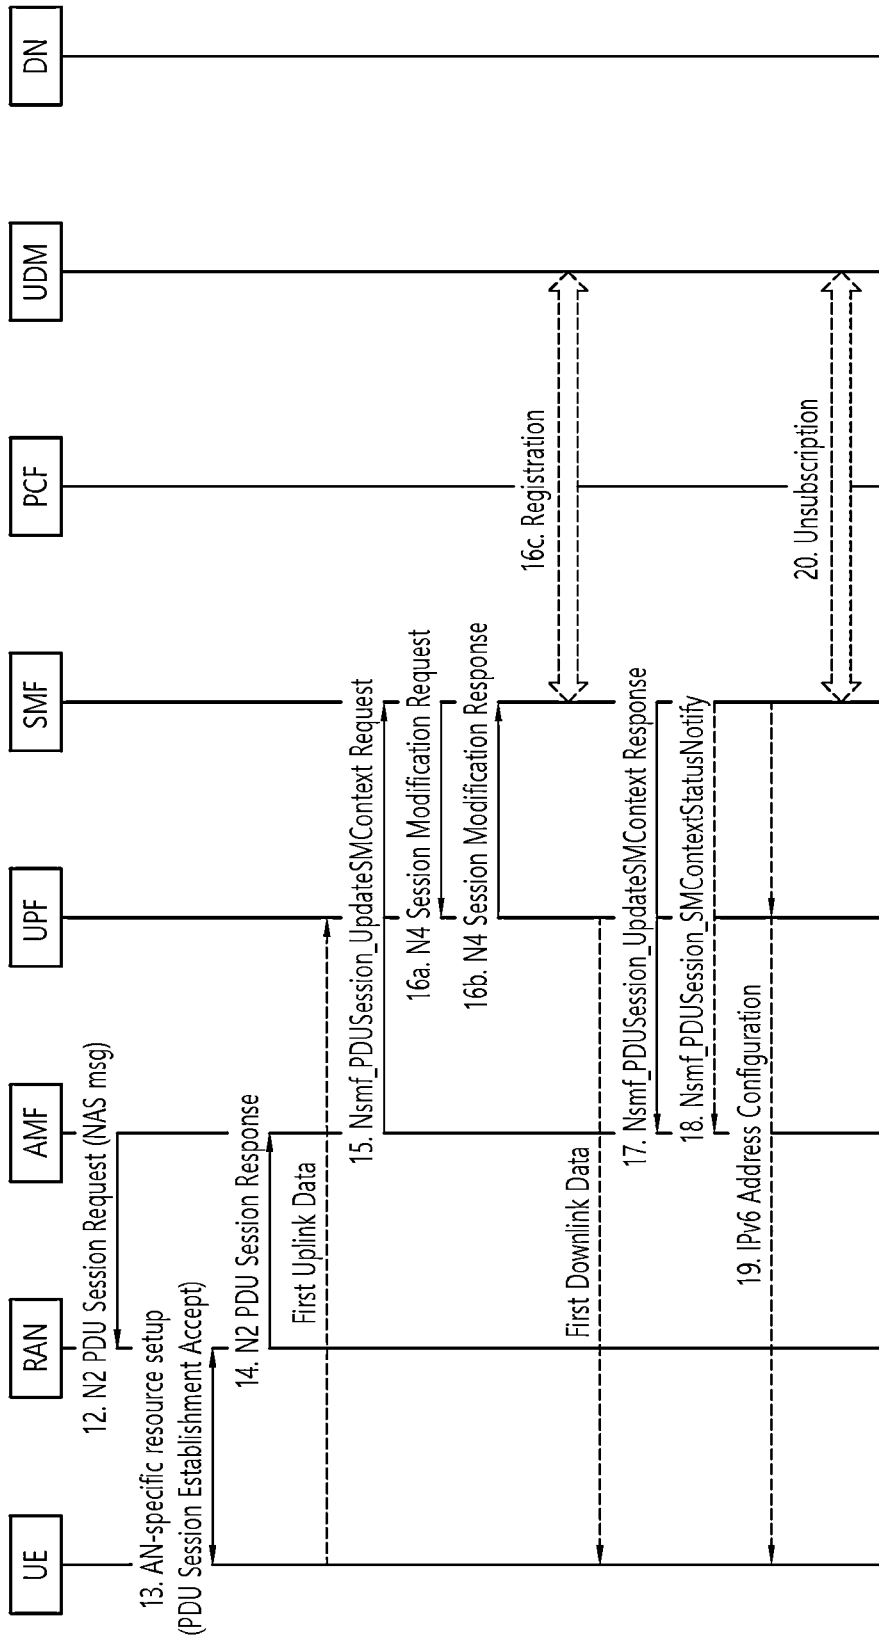 UE
RAN
AMF
UPF
SMF
PCF
UDM
DN
12. N2 PDU Session Request (NAS msg)
13. AN-specific resource setup
(PDU Session Establishment Accept)
14. N2 PDU Session Response
First Uplink Data
15. Nsmf_PDUSession_UpdateSMContext Request
16a. N4 Session Modification Request
16b. N4 Session Modification Response
16c. Registration
First Downlink Data
17. Nsmf_PDUSession_UpdateSMContext Response
18. Nsmf_PDUSession_SMContextStatusNotify
19. IPv6 Address Configuration
20. Unsubscription